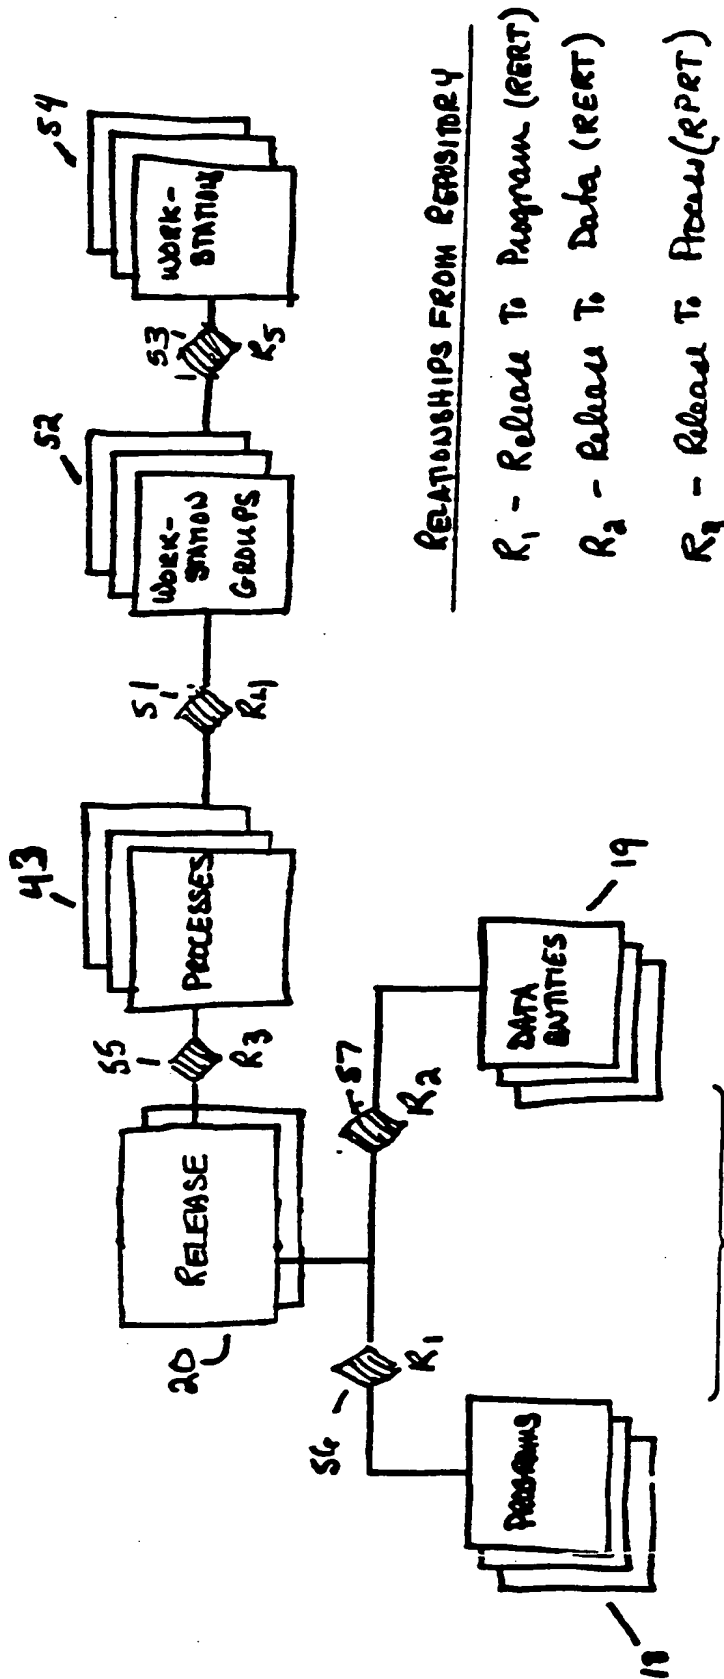 43
52
54
55
51
53
20
RELEASE
PROCESSES
WORK-
STATION
GROUPS
WORK-
STATION
R3
R4
R5
56
57
R1
R2
PROGRAMS
DATA
ENTITIES
18
19
RELATIONSHIPS FROM REPOSITORY
R1 - Release To Program (RERT)
R2 - Release To Data (RERT)
R3 - Release To Process (RPRT)